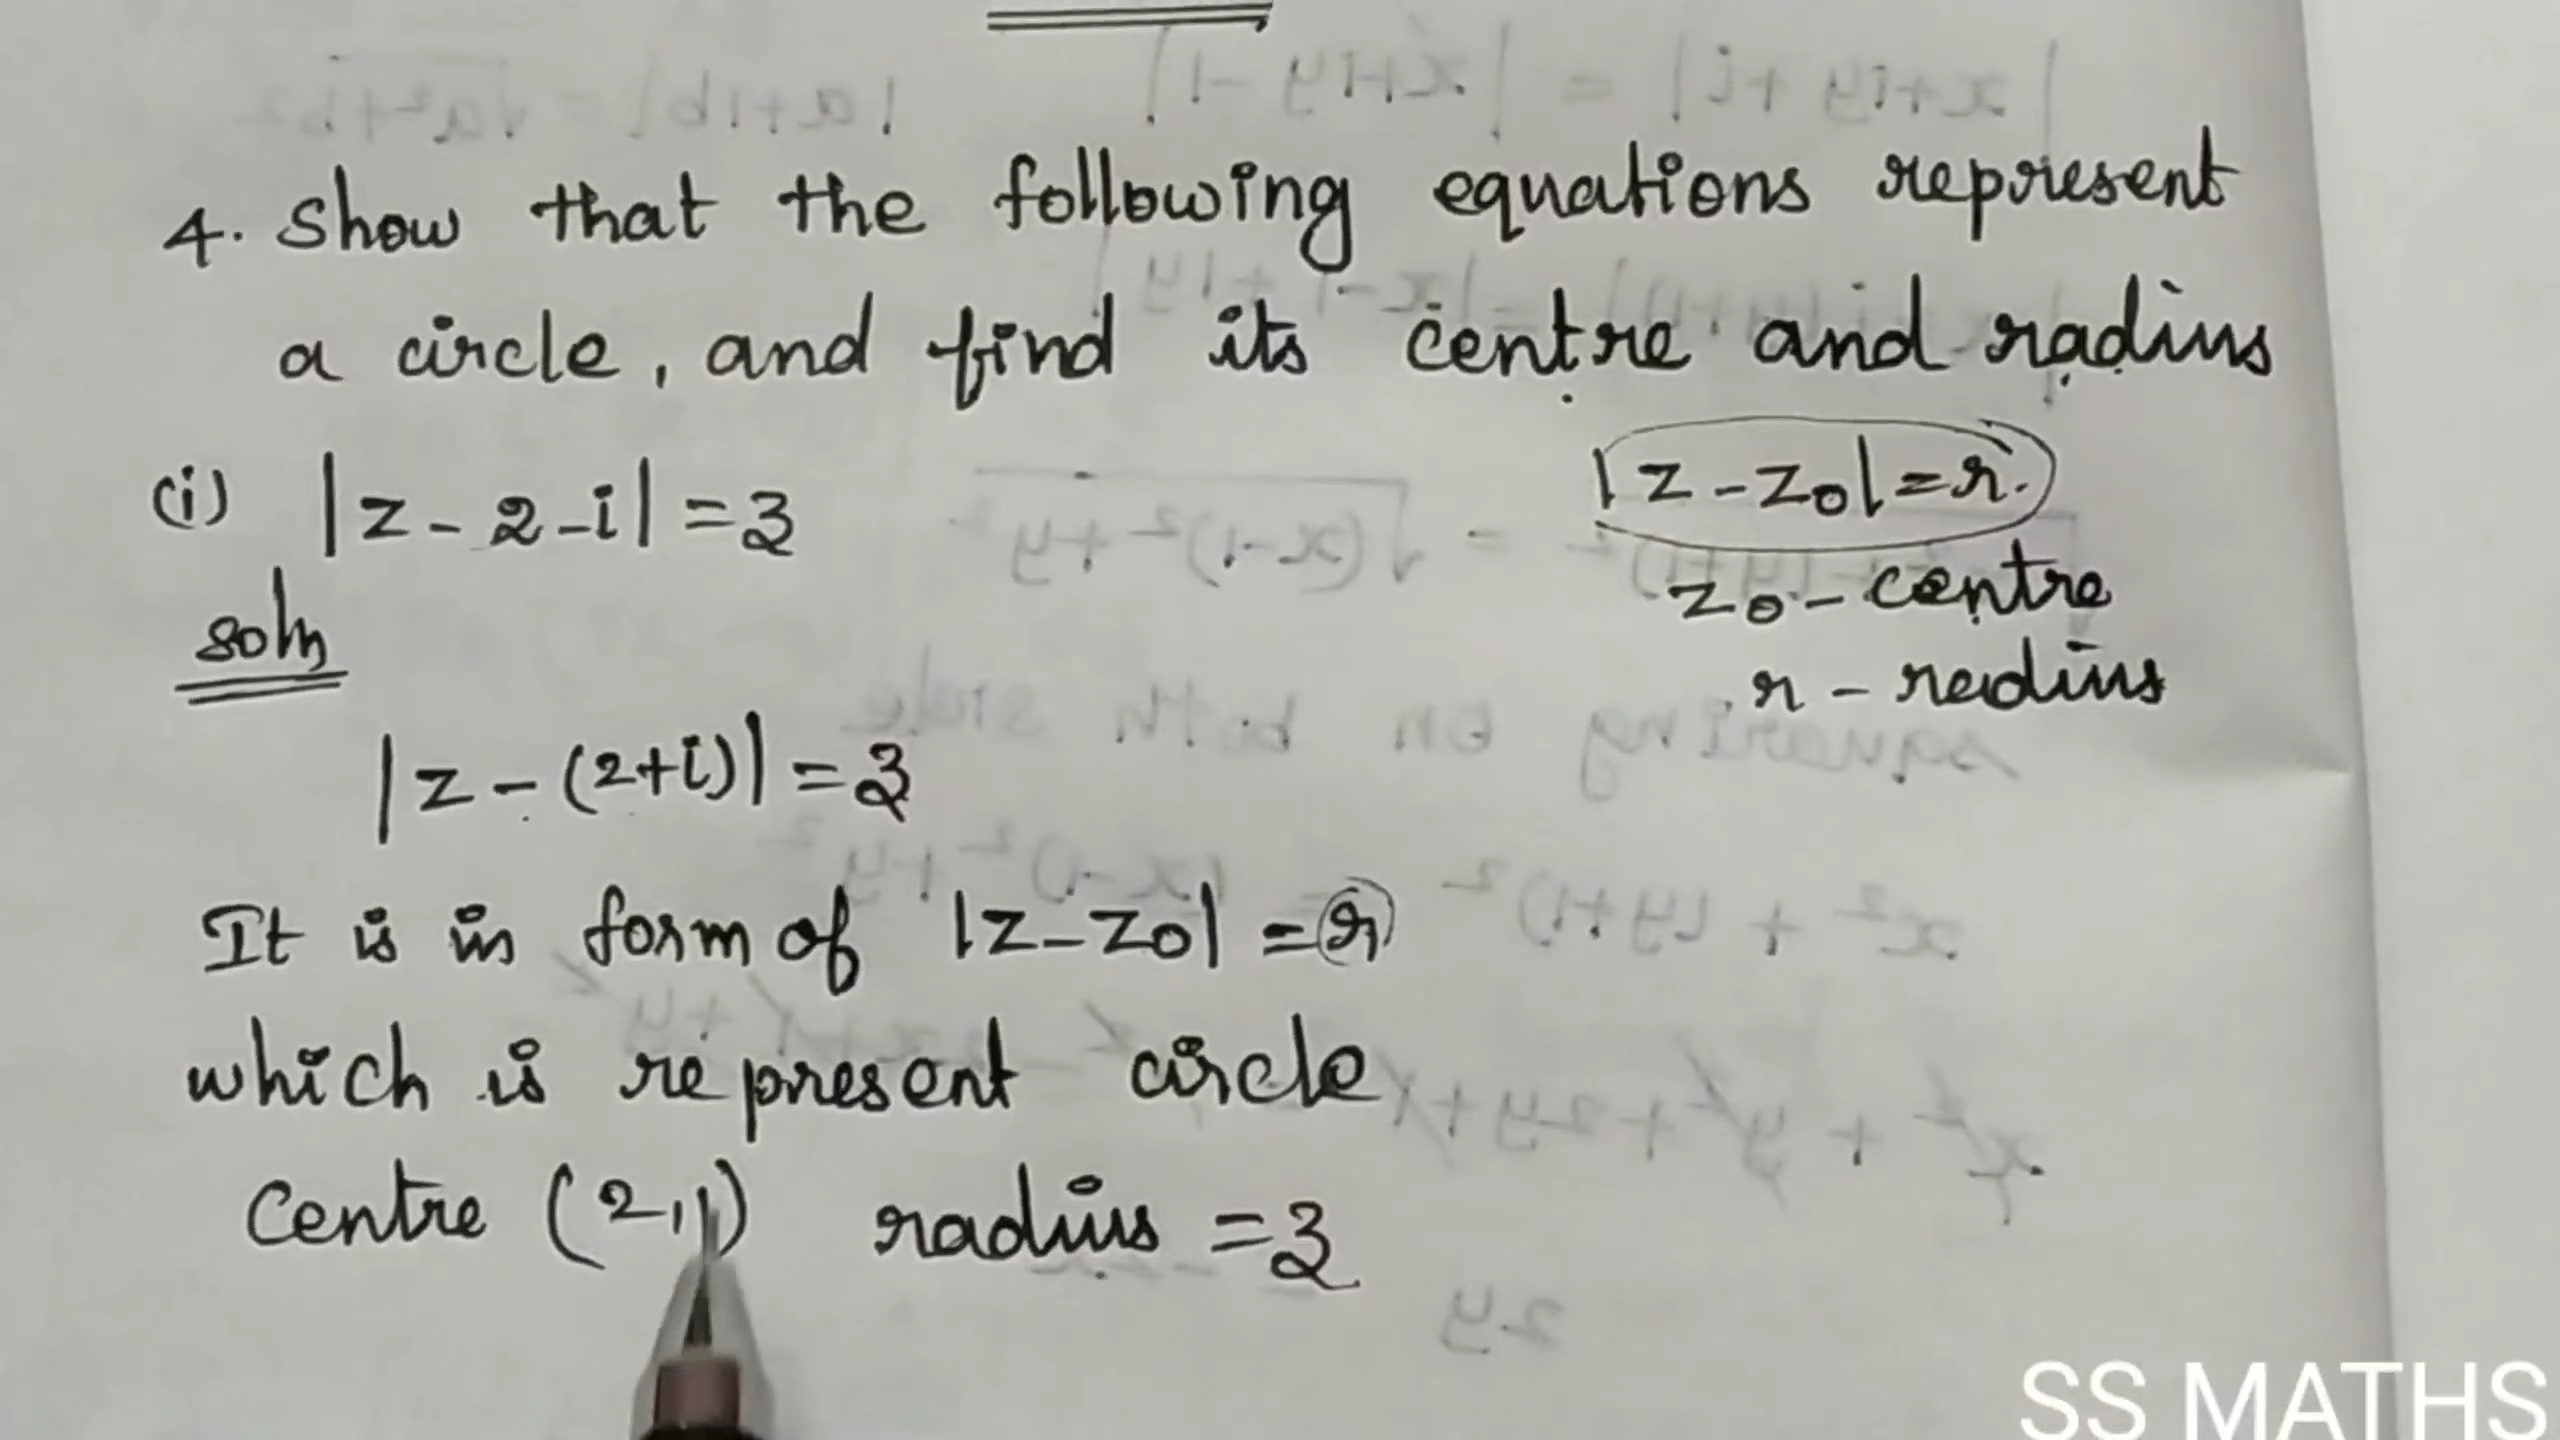 4. Show that the following equations represent
a circle, and find its centre and radius
(i) |z - 2 - i| = 3
|z - z0| = r.
z0 - centre
r - radius
soln
|z - (2+i)| = 3
It is in form of |z - z0| = r
which is represent circle
Centre (2,1) radius = 3
SS MATHS